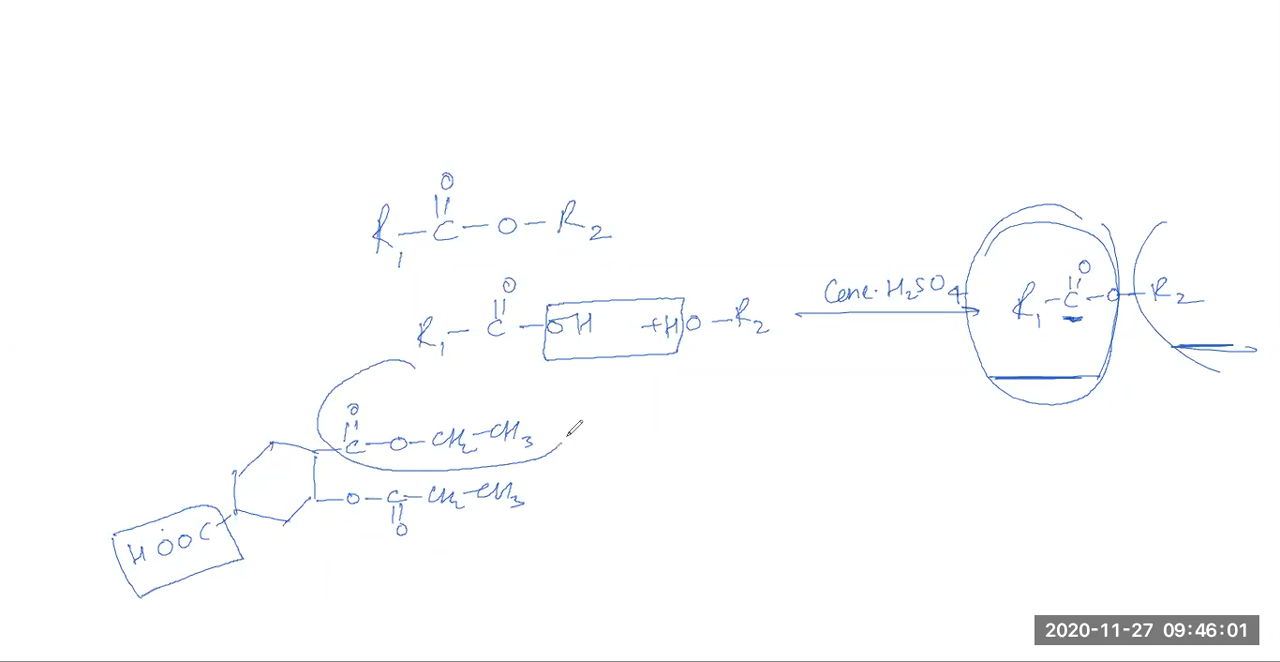 O
R₁-C-O-R₂
O
R₁-C-OH +HO-R₂ Conc. H₂SO₄ R₁-C-O-R₂
O
O
C-O-CH₂-CH₃
O-C-CH₂-CH₃
O
HOOC
2020-11-27 09:46:01